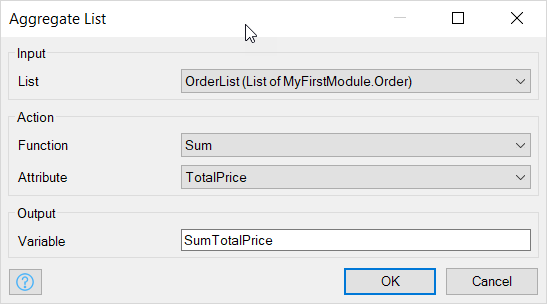 Aggregate List
Input
List OrderList (List of MyFirstModule.Order)
Action
Function Sum
Attribute TotalPrice
Output
Variable SumTotalPrice
? OK Cancel